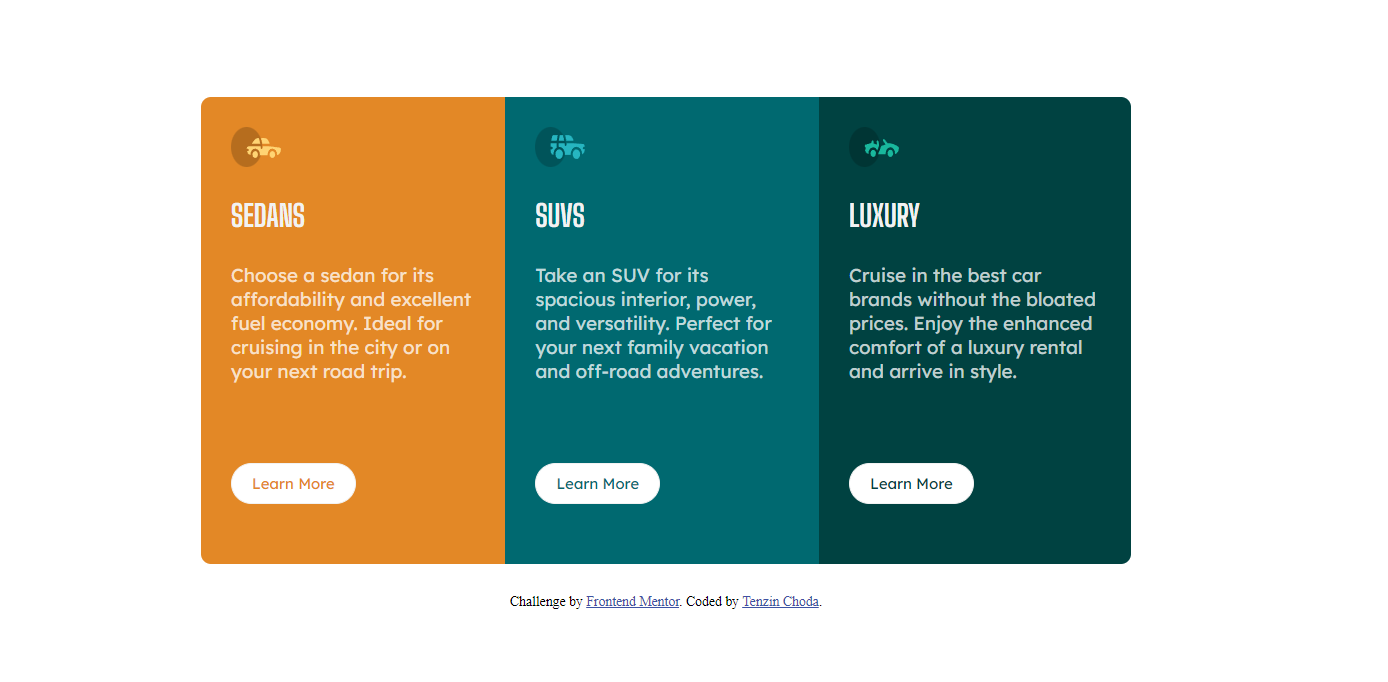 SEDANS
Choose a sedan for its
affordability and excellent
fuel economy. Ideal for
cruising in the city or on
your next road trip.
Learn More
SUVS
Take an SUV for its
spacious interior, power,
and versatility. Perfect for
your next family vacation
and off-road adventures.
Learn More
LUXURY
Cruise in the best car
brands without the bloated
prices. Enjoy the enhanced
comfort of a luxury rental
and arrive in style.
Learn More
Challenge by Frontend Mentor. Coded by Tenzin Choda.